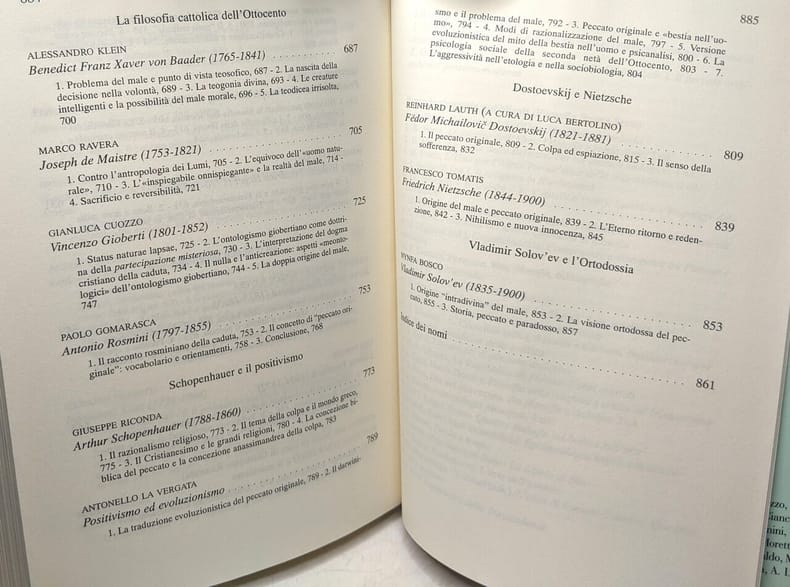 La filosofia cattolica dell'Ottocento
ALESSANDRO KLEIN
Benedict Franz Xaver von Baader (1765-1841) . . . . . . . . . . 687
1. Problema del male e punto di vista teosofico, 687 - 2. La nascita della
decisione nella volontà, 689 - 3. La teogonia divina, 693 - 4. Le creature
intelligenti e la possibilità del male morale, 696 - 5. La teodicea irrisolta,
700
MARCO RAVERA
Joseph de Maistre (1753-1821) . . . . . . . . . . 705
1. Contro l'antropologia dei Lumi, 705 - 2. L'equivoco dell'«uomo natu-
rale», 710 - 3. L'«inspiegabile onnispiegante» e la realtà del male, 714 -
4. Sacrificio e reversibilità, 721
GIANLUCA CUOZZO
Vincenzo Gioberti (1801-1852) . . . . . . . . . . 725
1. Status naturae lapsae, 725 - 2. L'ontologismo giobertiano come dottri-
na della partecipazione misteriosa, 730 - 3. L'interpretazione del dogma
cristiano della caduta, 734 - 4. Il nulla e l'anticreazione: aspetti «meonto-
logici» dell'ontologismo giobertiano, 744 - 5. La doppia origine del male,
747
PAOLO GOMARASCA
Antonio Rosmini (1797-1855) . . . . . . . . . . 753
1. Il racconto rosminiano della caduta, 753 - 2. Il concetto di "peccato ori-
ginale": vocabolario e orientamenti, 758 - 3. Conclusione, 768
Schopenhauer e il positivismo
GIUSEPPE RICONDA
Arthur Schopenhauer (1788-1860) . . . . . . . . . . 773
1. Il razionalismo religioso, 773 - 2. Il tema della colpa e il mondo greco,
775 - 3. Il Cristianesimo e le grandi religioni, 780 - 4. La concezione bi-
blica del peccato e la concezione anassimandrea della colpa, 783
ANTONELLO LA VERGATA
Positivismo ed evoluzionismo . . . . . . . . . . 789
1. La traduzione evoluzionistica del peccato originale, 789 - 2. Il darwini-
885
smo e il problema del male, 792 - 3. Peccato originale e «bestia nell'uo-
mo», 794 - 4. Modi di razionalizzazione del male, 797 - 5. Versione
evoluzionistica del mito della bestia nell'uomo e psicanalisi, 800 - 6. La
psicologia sociale della seconda netà dell'Ottocento, 803 - 7.
L'aggressività nell'etologia e nella sociobiologia, 804
Dostoevskij e Nietzsche
REINHARD LAUTH (A CURA DI LUCA BERTOLINO)
Fëdor Michailovič Dostoevskij (1821-1881) . . . . . . . . . . 809
1. Il peccato originale, 809 - 2. Colpa ed espiazione, 815 - 3. Il senso della
sofferenza, 832
FRANCESCO TOMATIS
Friedrich Nietzsche (1844-1900) . . . . . . . . . . 839
1. Origine del male e peccato originale, 839 - 2. L'Eterno ritorno e reden-
zione, 842 - 3. Nihilismo e nuova innocenza, 845
Vladimir Solov'ev e l'Ortodossia
NYNFA BOSCO
Vladimir Solov'ev (1835-1900) . . . . . . . . . . 853
1. Origine "intradivina" del male, 853 - 2. La visione ortodossa del pec-
cato, 855 - 3. Storia, peccato e paradosso, 857
Indice dei nomi . . . . . . . . . . 861